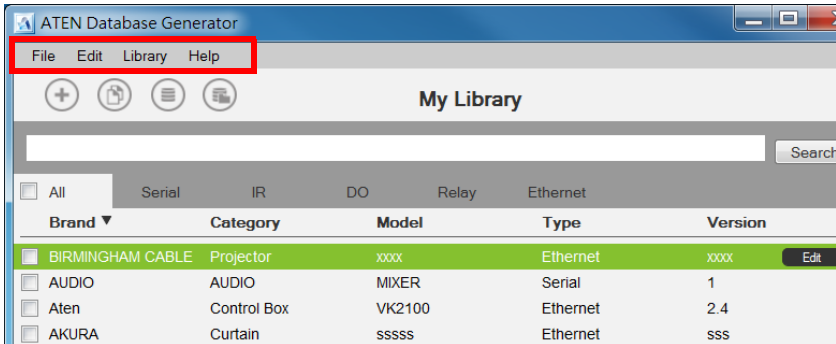 ATEN Database Generator
File Edit Library Help
My Library
Search
All Serial IR DO Relay Ethernet
Brand ▼ Category Model Type Version
BIRMINGHAM CABLE Projector xxxx Ethernet xxxx Edit
AUDIO AUDIO MIXER Serial 1
Aten Control Box VK2100 Ethernet 2.4
AKURA Curtain sssss Ethernet sss